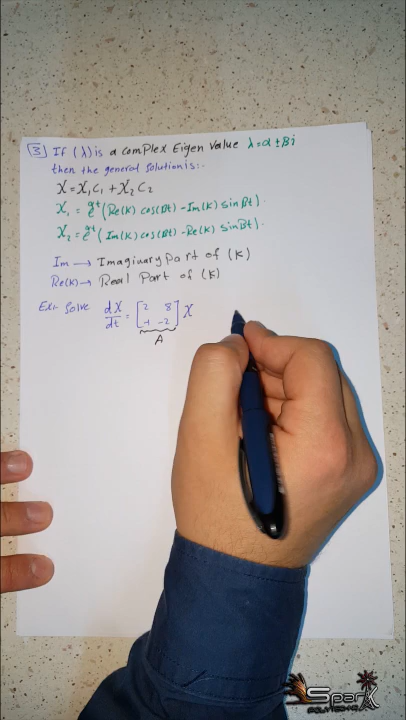 [3] If (λ) is a complex Eigen value λ=α±βi
then the general solution is:-
X=X₁C₁+X₂C₂
X₁=e^αt(Re(K) cos(βt) -Im(K) sin βt).
X₂=e^αt(Im(K) cos(βt) -Re(K) sin βt).
Im → Imaginary part of (K)
Re(K) → Real Part of (K)
Ex:- Solve dX/dt = [2 8; -1 -2] X
A
Spark